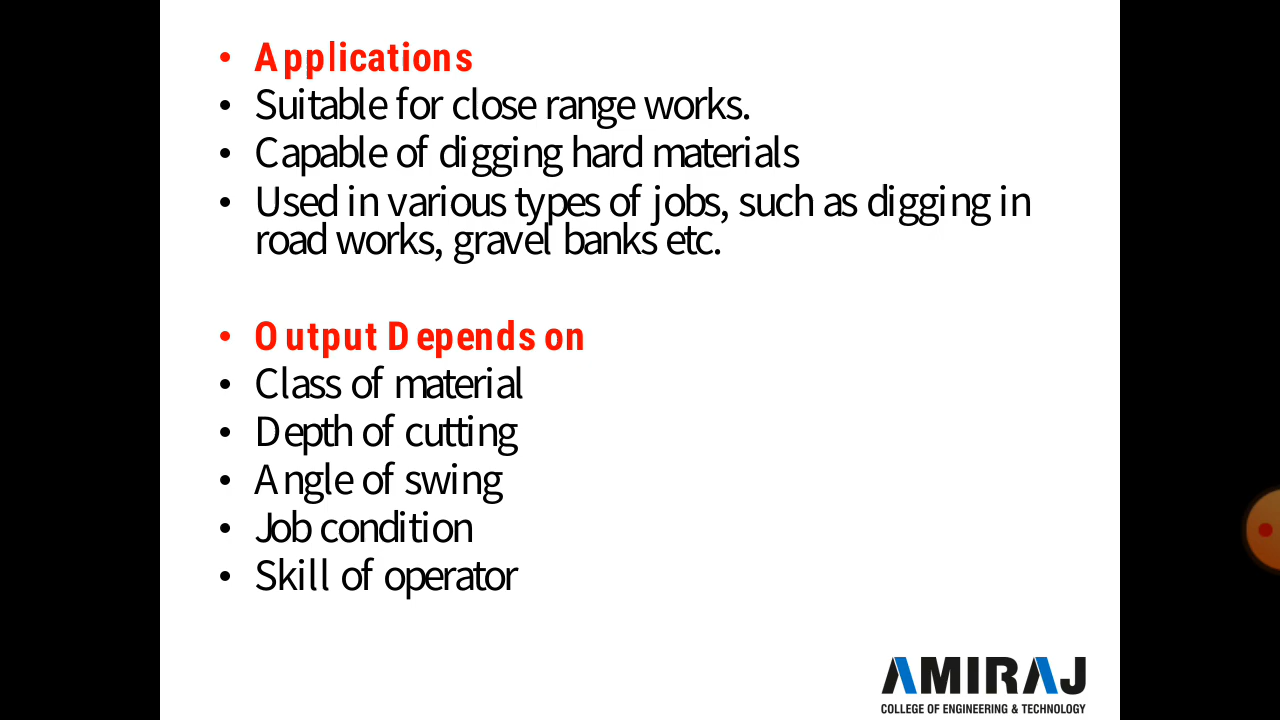 • Applications
• Suitable for close range works.
• Capable of digging hard materials
• Used in various types of jobs, such as digging in
road works, gravel banks etc.
• Output Depends on
• Class of material
• Depth of cutting
• Angle of swing
• Job condition
• Skill of operator
AMIRAJ
COLLEGE OF ENGINEERING & TECHNOLOGY